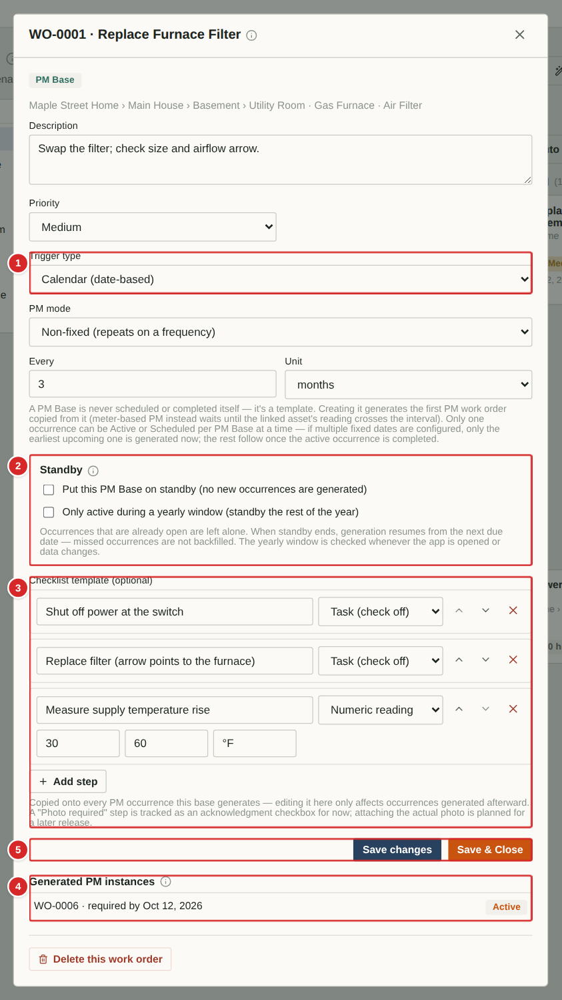 WO-0001 · Replace Furnace Filter
PM Base
Maple Street Home › Main House › Basement › Utility Room · Gas Furnace · Air Filter
Description
Swap the filter; check size and airflow arrow.
Priority
Medium
1
Trigger type
Calendar (date-based)
PM mode
Non-fixed (repeats on a frequency)
Every
Unit
3
months
A PM Base is never scheduled or completed itself — it's a template. Creating it generates the first PM work order
copied from it (meter-based PM instead waits until the linked asset's reading crosses the interval). Only one
occurrence can be Active or Scheduled per PM Base at a time — if multiple fixed dates are configured, only the
earliest upcoming one is generated now; the rest follow once the active occurrence is completed.
2
Standby
Put this PM Base on standby (no new occurrences are generated)
Only active during a yearly window (standby the rest of the year)
Occurrences that are already open are left alone. When standby ends, generation resumes from the next due
date — missed occurrences are not backfilled. The yearly window is checked whenever the app is opened or
data changes.
3
Checklist template (optional)
Shut off power at the switch
Task (check off)
Replace filter (arrow points to the furnace)
Task (check off)
Measure supply temperature rise
Numeric reading
30
60
°F
+ Add step
Copied onto every PM occurrence this base generates — editing it here only affects occurrences generated afterward.
A "Photo required" step is tracked as an acknowledgment checkbox for now; attaching the actual photo is planned for
a later release.
5
Save changes
Save & Close
4
Generated PM instances
WO-0006 · required by Oct 12, 2026
Active
Delete this work order